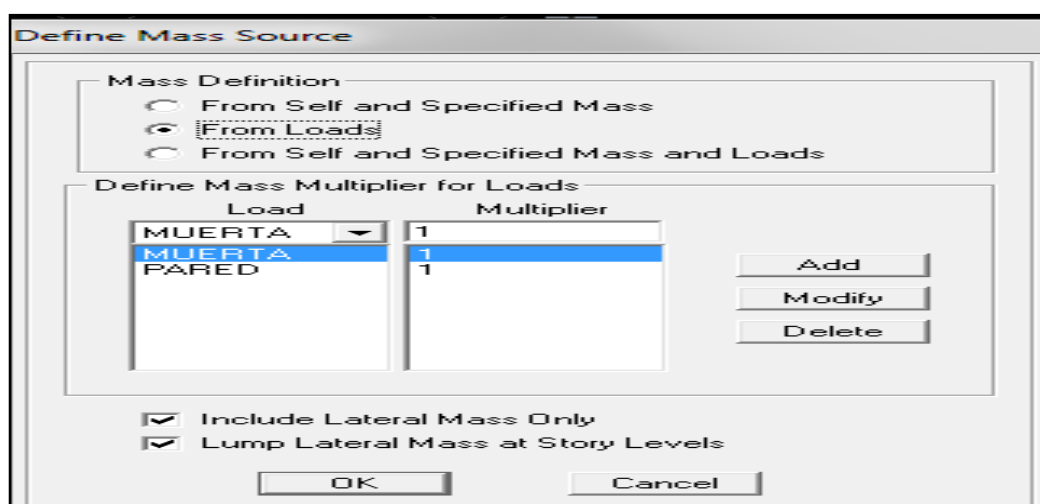 Define Mass Source
Mass Definition
From Self and Specified Mass
From Loads
From Self and Specified Mass and Loads
Define Mass Multiplier for Loads
Load Multiplier
MUERTA 1
MUERTA 1
PARED 1
Add
Modify
Delete
Include Lateral Mass Only
Lump Lateral Mass at Story Levels
OK Cancel